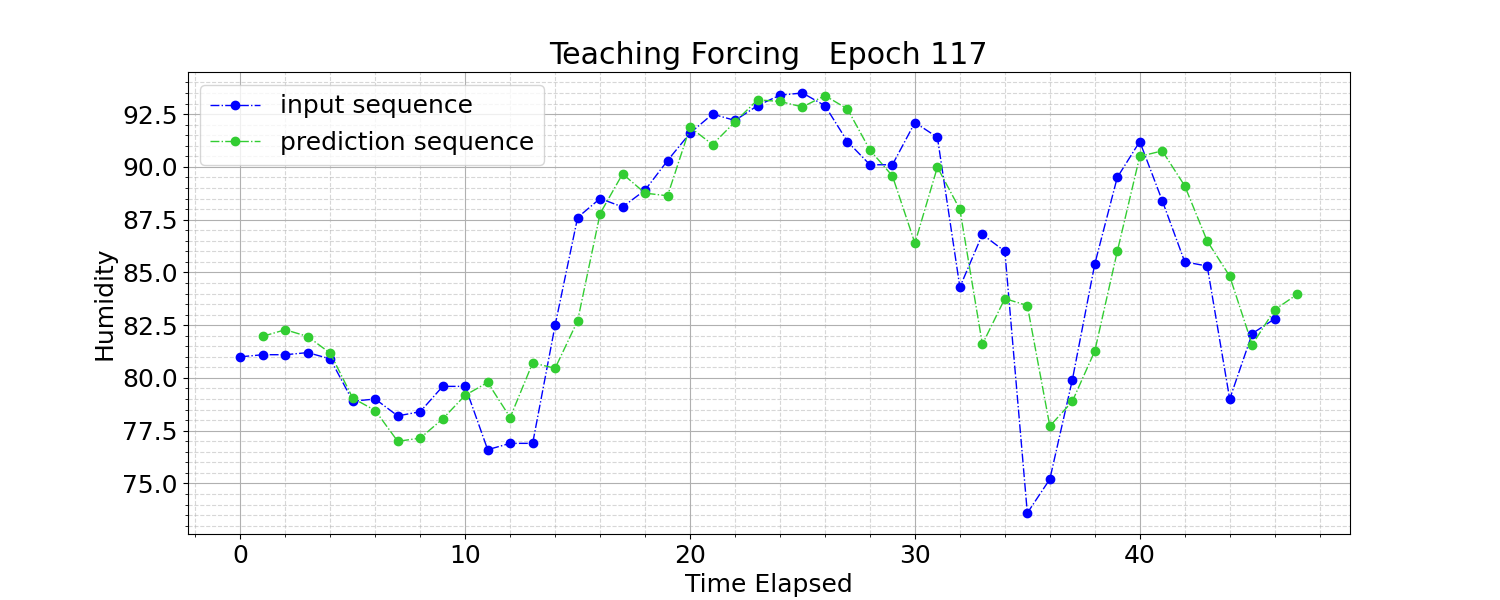 Teaching Forcing   Epoch 117
input sequence
prediction sequence
Humidity
92.5
90.0
87.5
85.0
82.5
80.0
77.5
75.0
0 10 20 30 40
Time Elapsed